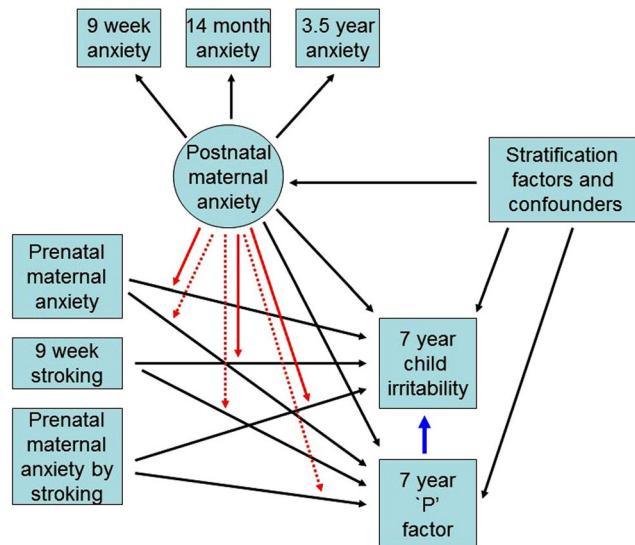 9 week
anxiety
14 month
anxiety
3.5 year
anxiety
Postnatal
maternal
anxiety
Stratification
factors and
confounders
Prenatal
maternal
anxiety
9 week
stroking
Prenatal
maternal
anxiety by
stroking
7 year
child
irritability
7 year
`P’
factor